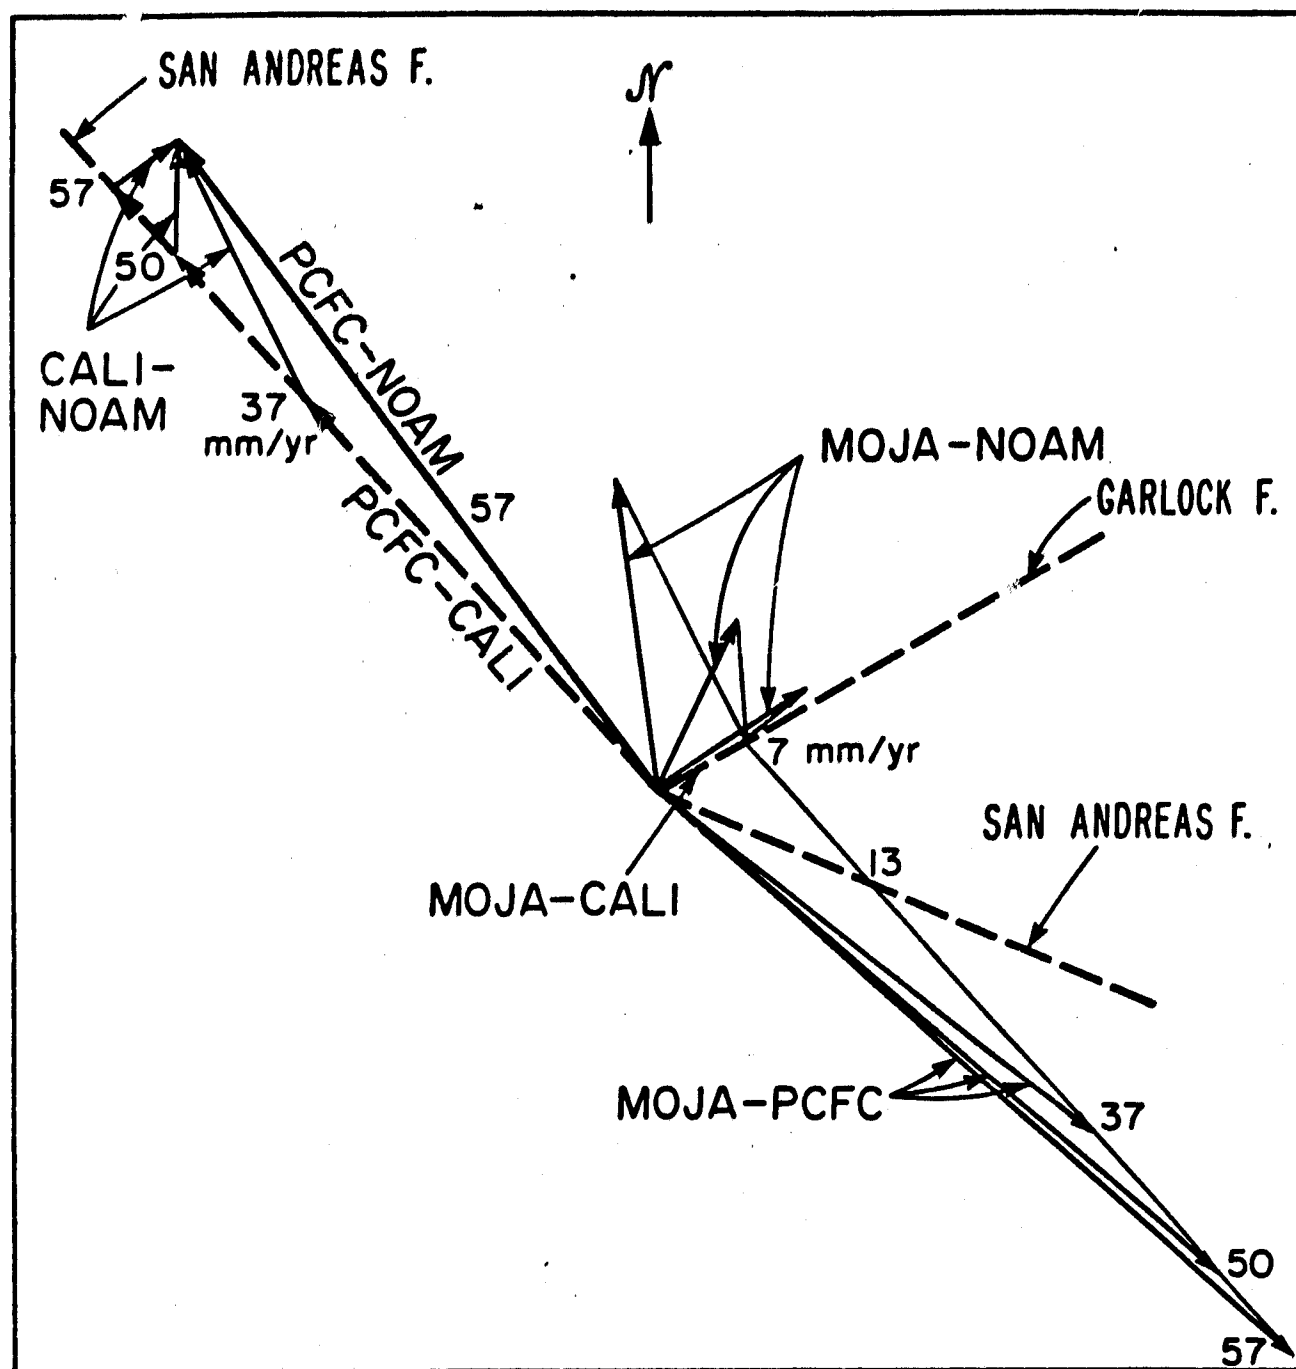 SAN ANDREAS F.
N
57
50
PCFC-NOAM
CALI-
NOAM
37
mm/yr
MOJA-NOAM
57
GARLOCK F.
PCFC-CALI
7 mm/yr
SAN ANDREAS F.
13
MOJA-CALI
MOJA-PCFC
37
50
57